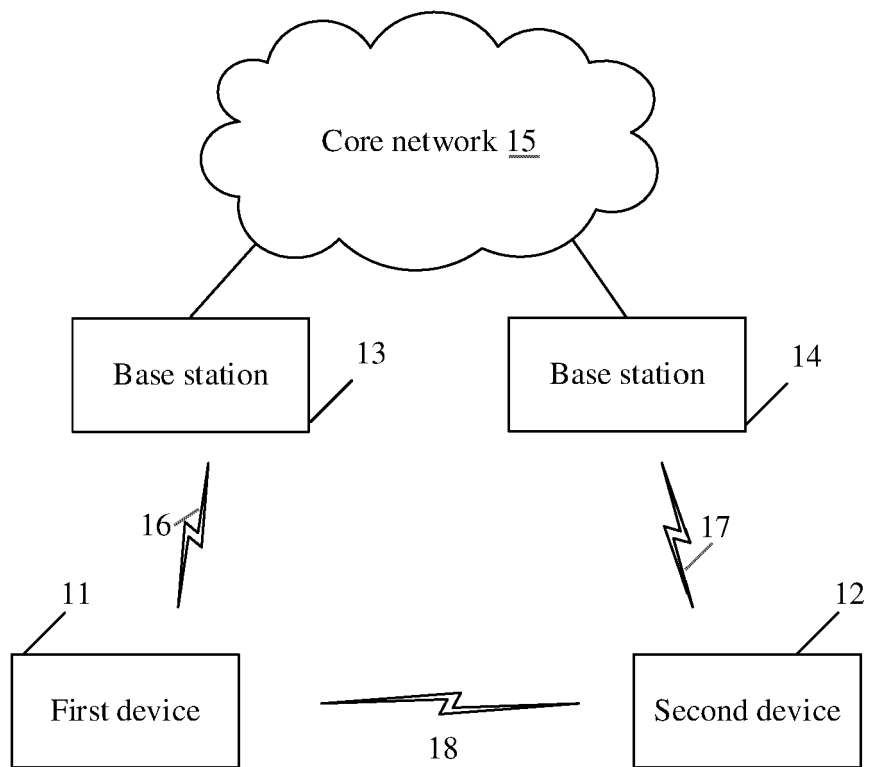 Core network 15
Base station
13
Base station
14
16
17
11
12
First device
Second device
18